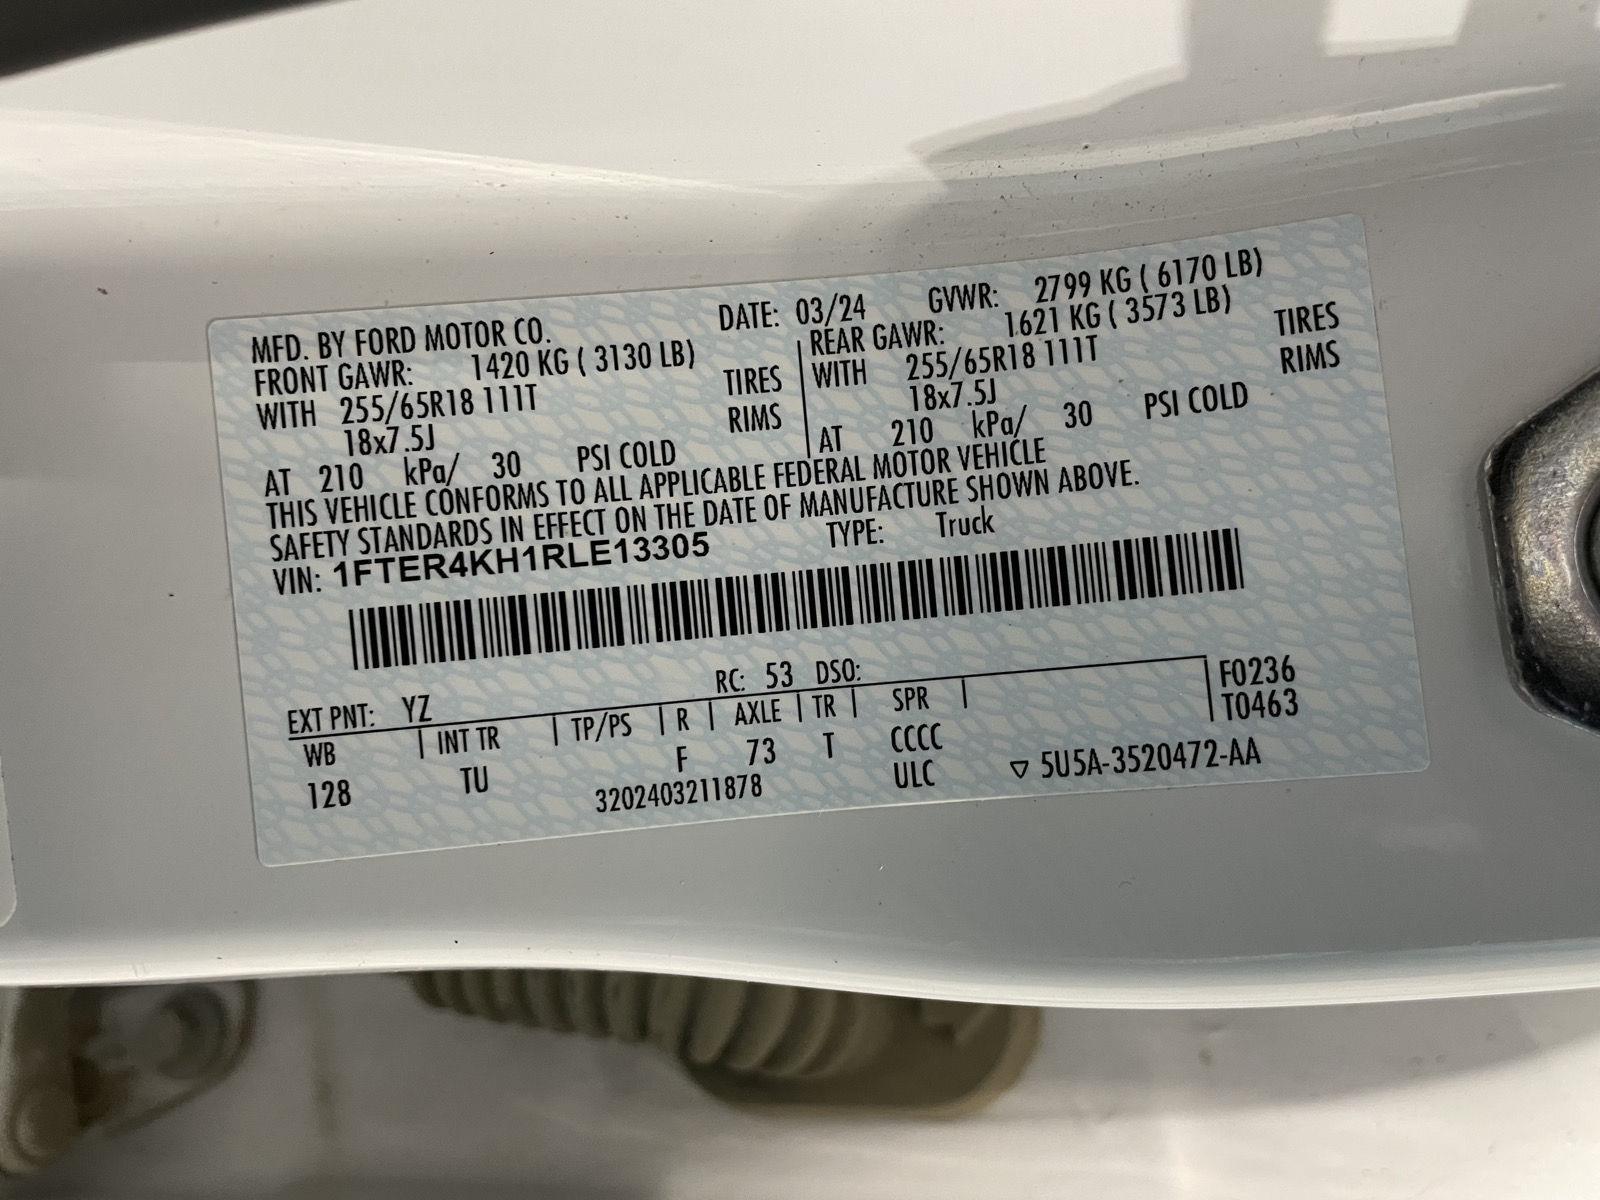 MFD. BY FORD MOTOR CO. DATE: 03/24 GVWR: 2799 KG ( 6170 LB)
FRONT GAWR: 1420 KG ( 3130 LB) REAR GAWR: 1621 KG ( 3573 LB)
WITH 255/65R18 111T TIRES WITH 255/65R18 111T TIRES
18x7.5J RIMS 18x7.5J RIMS
AT 210 kPa/ 30 PSI COLD AT 210 kPa/ 30 PSI COLD
THIS VEHICLE CONFORMS TO ALL APPLICABLE FEDERAL MOTOR VEHICLE
SAFETY STANDARDS IN EFFECT ON THE DATE OF MANUFACTURE SHOWN ABOVE.
VIN: 1FTER4KH1RLE13305 TYPE: Truck
EXT PNT: YZ RC: 53 DSO: F0236
WB INT TR TP/PS R AXLE TR SPR T0463
128 TU F 73 T CCCC
3202403211878 ULC ▽ 5U5A-3520472-AA